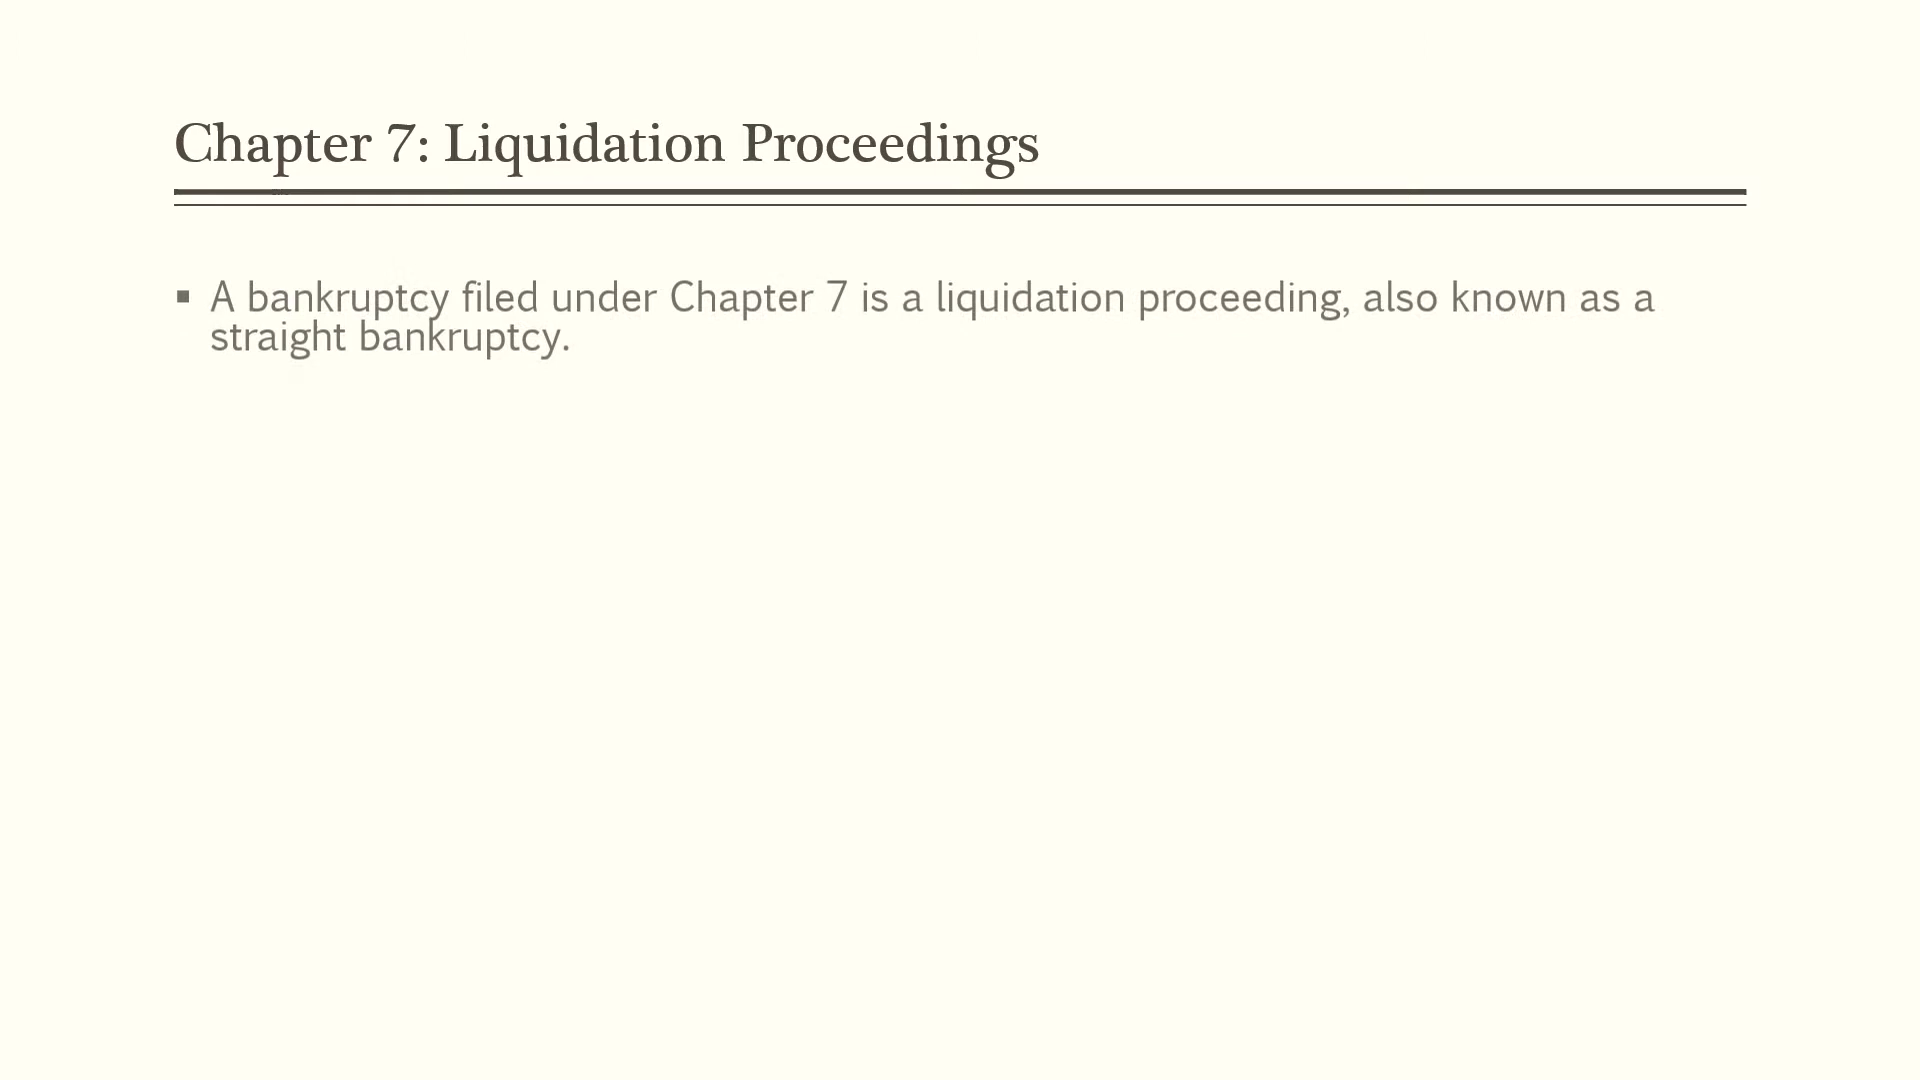 Chapter 7: Liquidation Proceedings
▪ A bankruptcy filed under Chapter 7 is a liquidation proceeding, also known as a
straight bankruptcy.